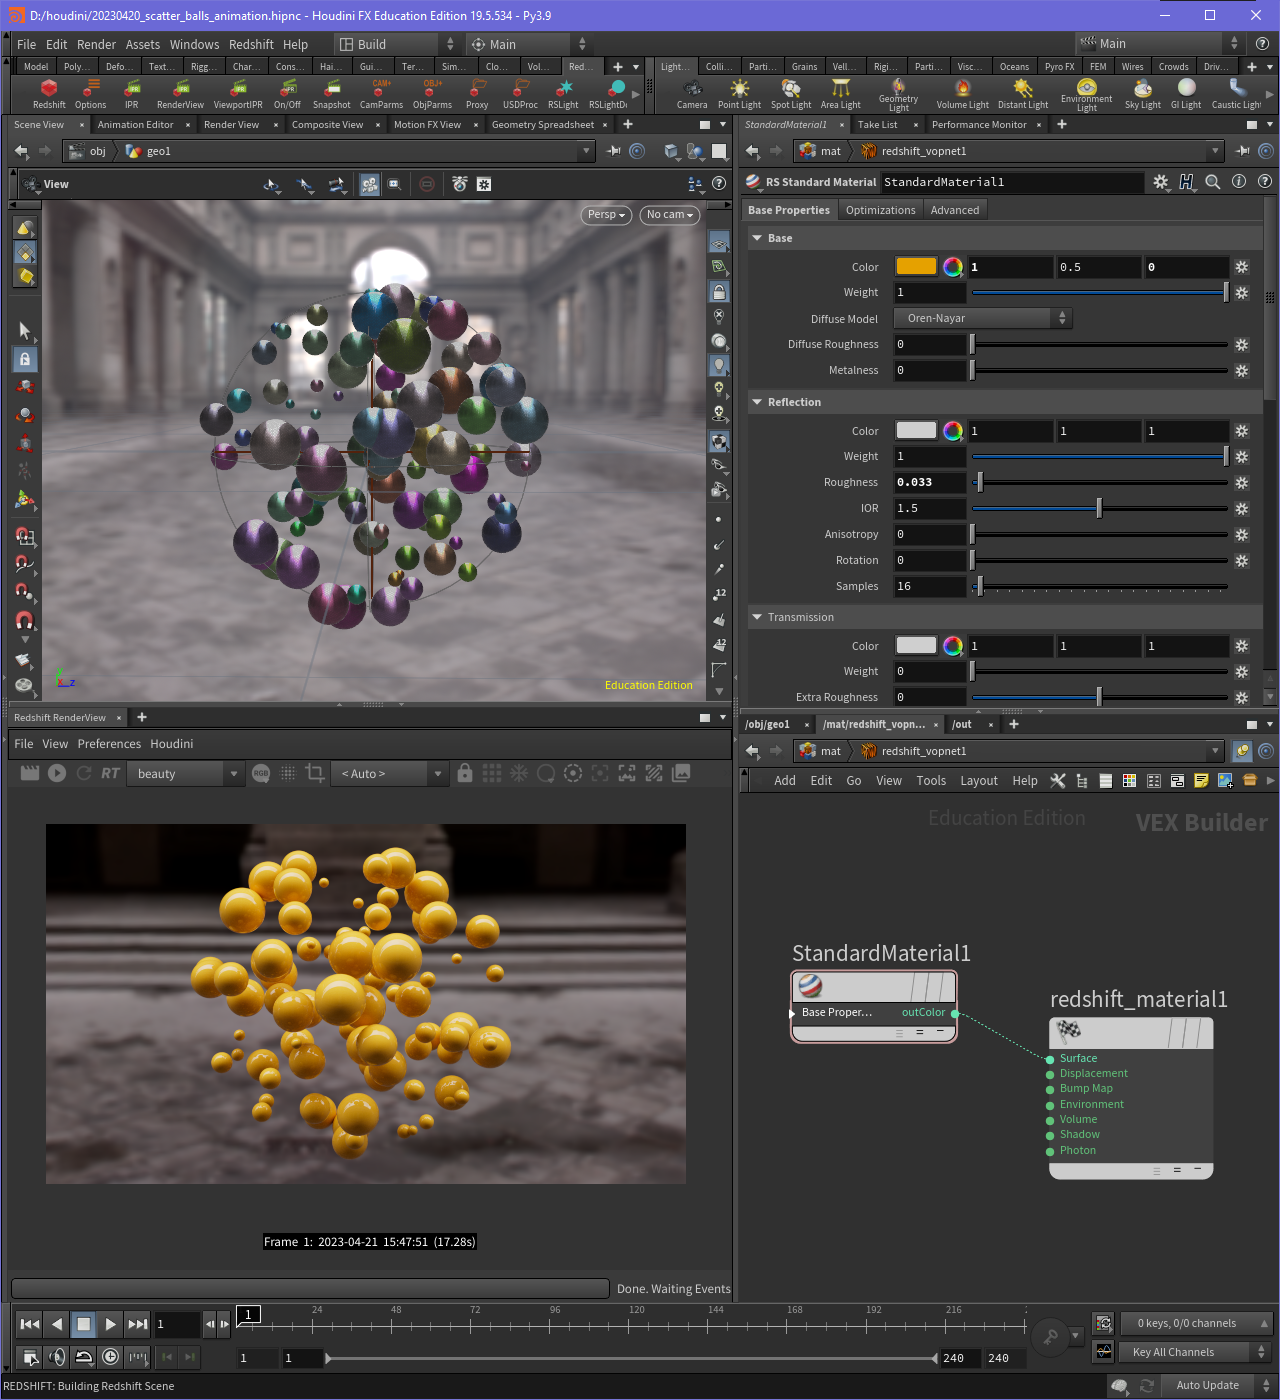 D:/houdini/20230420_scatter_balls_animation.hipnc - Houdini FX Education Edition 19.5.534 - Py3.9
File Edit Render Assets Windows Redshift Help Build Main Main
Model Poly... Defo... Text... Rigg... Char... Cons... Hai... Gui... Ter... Sim... Clo... Vol... Red...
Light... Colli... Parti... Grains Vell... Rigi... Parti... Visc... Oceans Pyro FX FEM Wires Crowds Driv...
Redshift Options IPR RenderView ViewportIPR On/Off Snapshot CamParms ObjParms Proxy USDProc RSLight RSLightD
Camera Point Light Spot Light Area Light Geometry Light Volume Light Distant Light Environment Light Sky Light GI Light Caustic Light
Scene View Animation Editor Render View Composite View Motion FX View Geometry Spreadsheet
obj geo1
View
Persp No cam
Education Edition
StandardMaterial1 Take List Performance Monitor
mat redshift_vopnet1
RS Standard Material StandardMaterial1
Base Properties Optimizations Advanced
Base
Color 1 0.5 0
Weight 1
Diffuse Model Oren-Nayar
Diffuse Roughness 0
Metalness 0
Reflection
Color 1 1 1
Weight 1
Roughness 0.033
IOR 1.5
Anisotropy 0
Rotation 0
Samples 16
Transmission
Color 1 1 1
Weight 0
Extra Roughness 0
Redshift RenderView
File View Preferences Houdini
RT beauty RGB < Auto >
Frame 1: 2023-04-21 15:47:51 (17.28s)
Done. Waiting Events
/obj/geo1 /mat/redshift_vopn... /out
mat redshift_vopnet1
Add Edit Go View Tools Layout Help
Education Edition VEX Builder
StandardMaterial1
Base Proper... outColor
redshift_material1
Surface
Displacement
Bump Map
Environment
Volume
Shadow
Photon
1 1 24 48 72 96 120 144 168 192 216
0 keys, 0/0 channels
1 1 240 240
Key All Channels
REDSHIFT: Building Redshift Scene
Auto Update